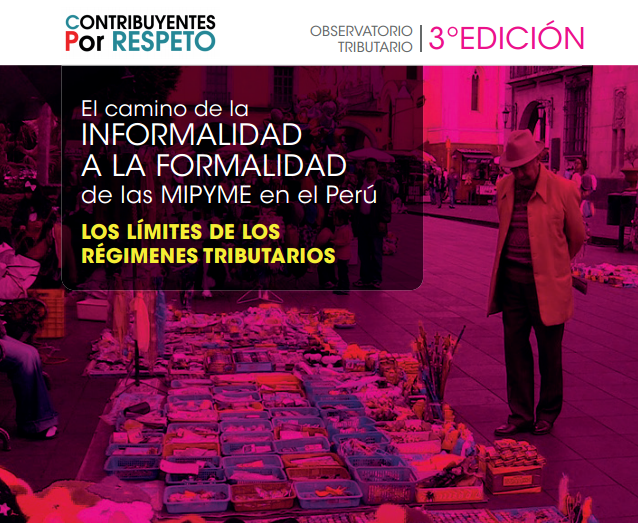 CONTRIBUYENTES
Por RESPETO
OBSERVATORIO
TRIBUTARIO
3°EDICIÓN
El camino de la
INFORMALIDAD
A LA FORMALIDAD
de las MIPYME en el Perú
LOS LÍMITES DE LOS
RÉGIMENES TRIBUTARIOS